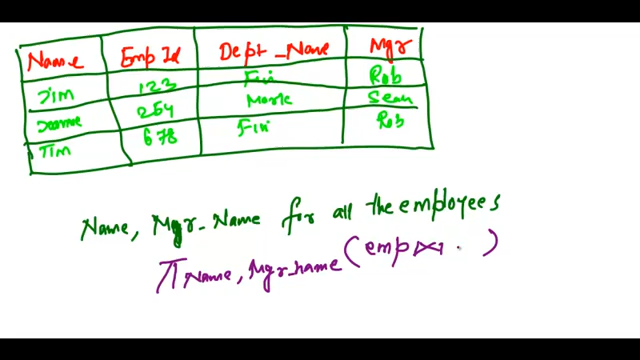 Name Emp Id Dept_Name Mgr
Jim 123 Fin Rob
Joanne 254 Mark Sean
Tim 678 Fin Rob
Name, Mgr_Name for all the employees
π Name, Mgr_name (emp ⋈ )